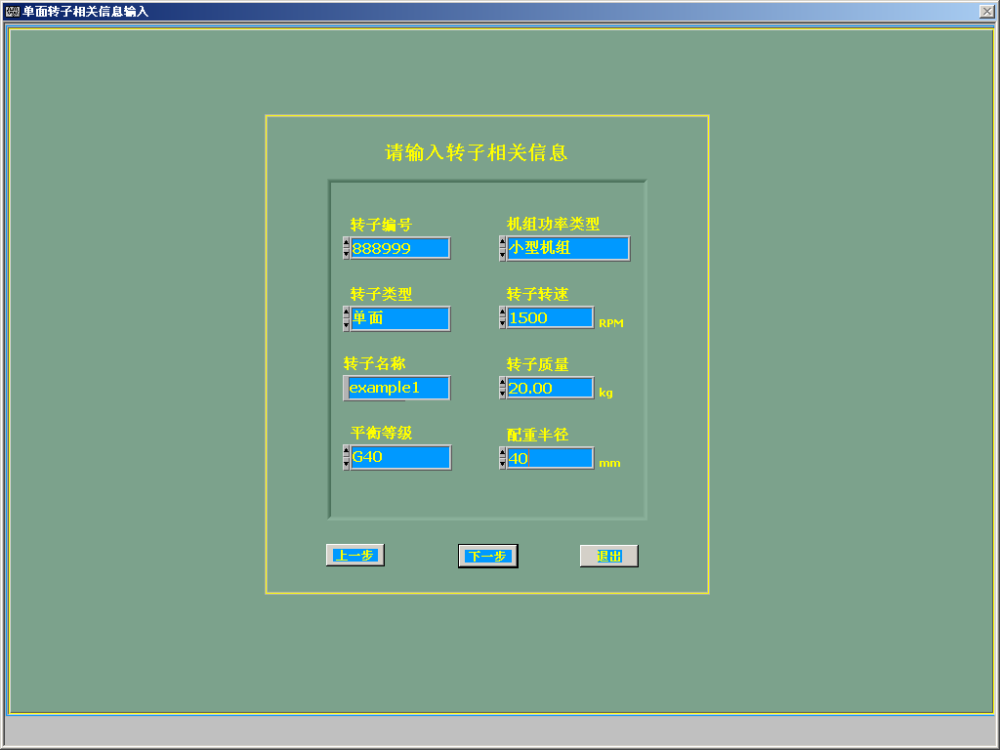 单面转子相关信息输入
请输入转子相关信息
转子编号
机组功率类型
888999
小型机组
转子类型
转子转速
单面
1500
RPM
转子名称
转子质量
example1
20.00
kg
平衡等级
配重半径
G40
40
mm
上一步
下一步
退出